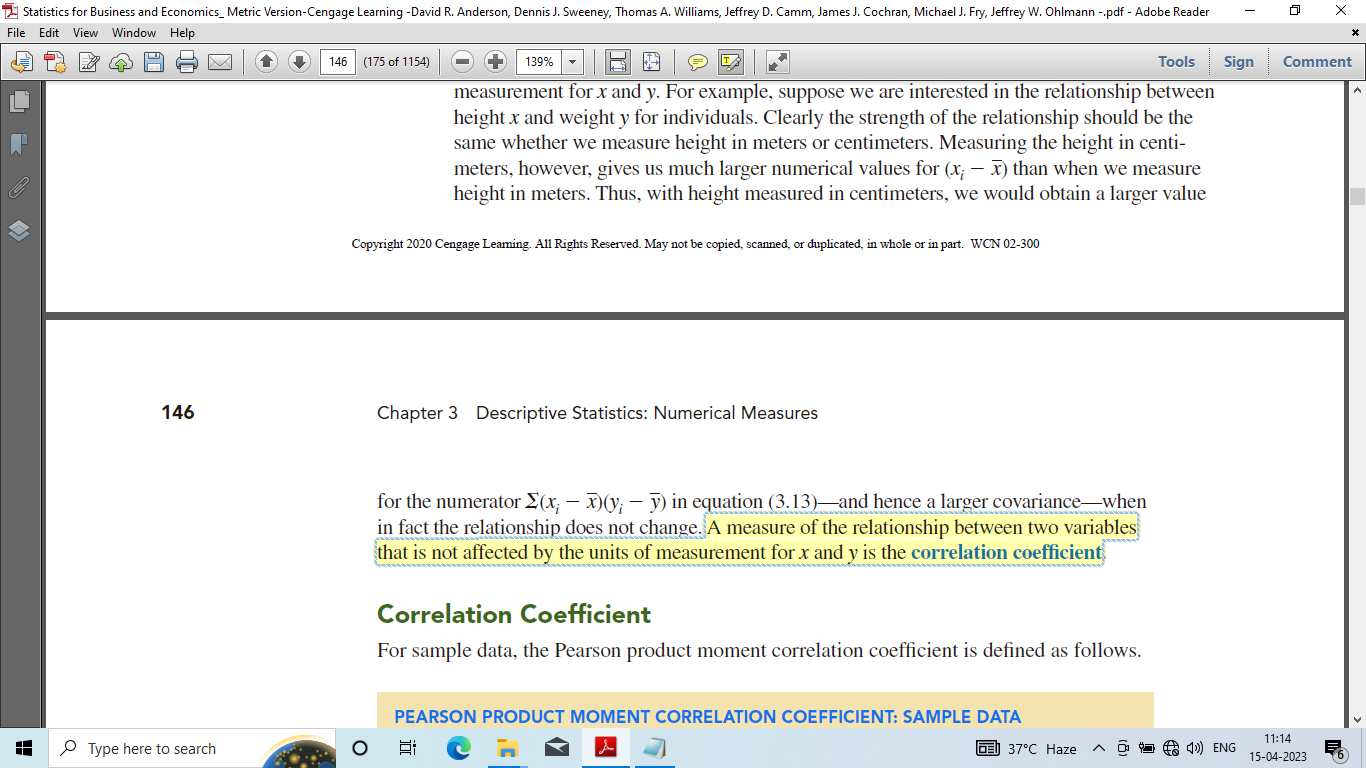 Statistics for Business and Economics_ Metric Version-Cengage Learning -David R. Anderson, Dennis J. Sweeney, Thomas A. Williams, Jeffrey D. Camm, James J. Cochran, Michael J. Fry, Jeffrey W. Ohlmann -.pdf - Adobe Reader
File Edit View Window Help
146 (175 of 1154) 139% Tools Sign Comment
measurement for x and y. For example, suppose we are interested in the relationship between
height x and weight y for individuals. Clearly the strength of the relationship should be the
same whether we measure height in meters or centimeters. Measuring the height in centi-
meters, however, gives us much larger numerical values for (xᵢ − x̅) than when we measure
height in meters. Thus, with height measured in centimeters, we would obtain a larger value
Copyright 2020 Cengage Learning. All Rights Reserved. May not be copied, scanned, or duplicated, in whole or in part. WCN 02-300
146 Chapter 3 Descriptive Statistics: Numerical Measures
for the numerator Σ(xᵢ − x̅)(yᵢ − y̅) in equation (3.13)—and hence a larger covariance—when
in fact the relationship does not change. A measure of the relationship between two variables
that is not affected by the units of measurement for x and y is the correlation coefficient
Correlation Coefficient
For sample data, the Pearson product moment correlation coefficient is defined as follows.
PEARSON PRODUCT MOMENT CORRELATION COEFFICIENT: SAMPLE DATA
Type here to search
37°C Haze
ENG
11:14
15-04-2023
6